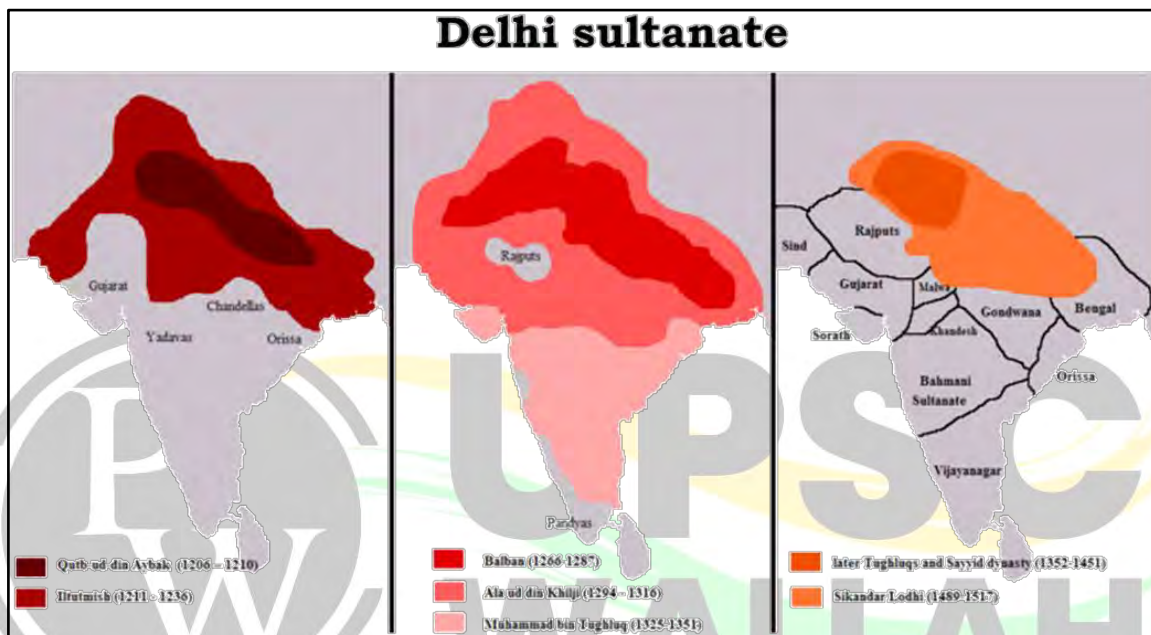 Delhi sultanate
Gujarat
Chandellas
Yadavas
Orissa
Qutb ud din Aybak (1206 - 1210)
Iltutmish (1211 - 1236)
Rajputs
Pandyas
Balban (1266-1287)
Ala ud din Khilji (1294 - 1316)
Muhammad bin Tughluq (1325-1351)
Rajputs
Sind
Gujarat
Malwa
Gondwana
Bengal
Sorath
Khandesh
Orissa
Bahmani
Sultanate
Vijayanagar
later Tughluqs and Sayyid dynasty (1352-1451)
Sikandar Lodhi (1489-1517)
PW
UPSC
WALLAH